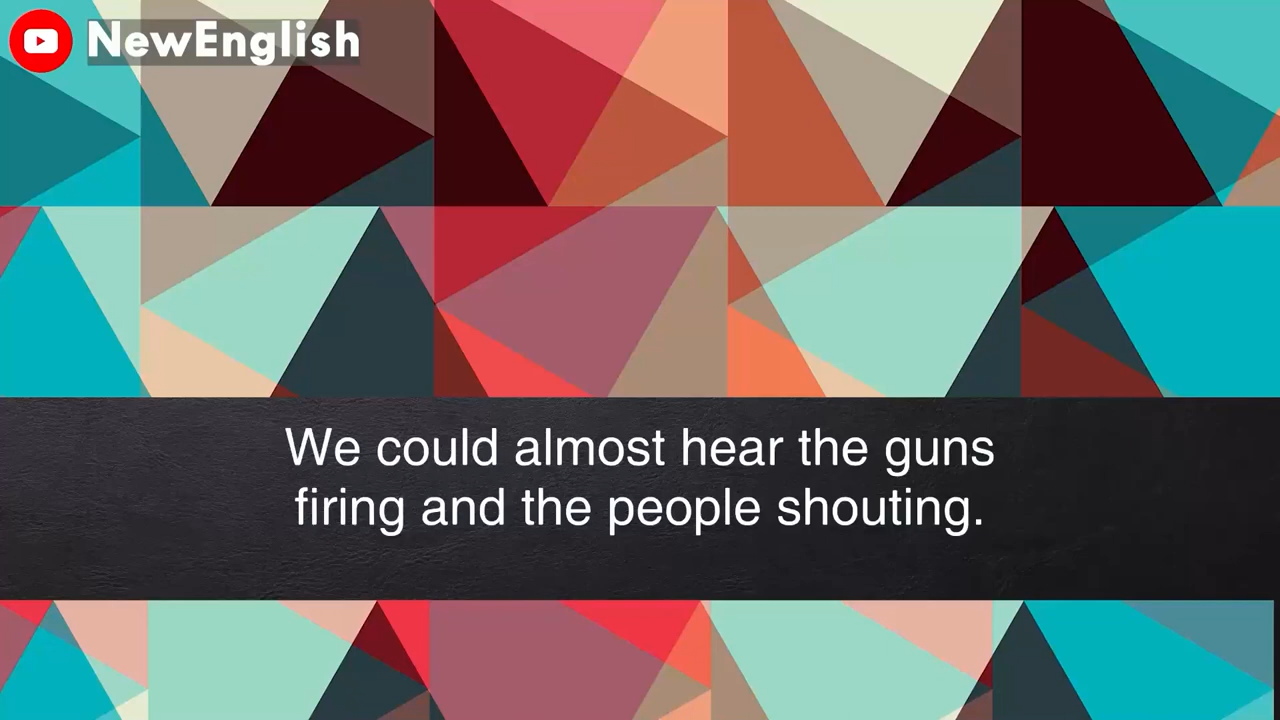 NewEnglish
We could almost hear the guns
firing and the people shouting.